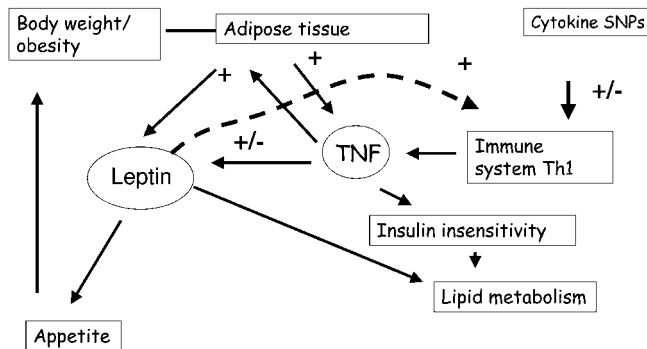 Body weight/
obesity
Adipose tissue
Cytokine SNPs
+
+
+
+/-
+/-
TNF
Immune
system Th1
Leptin
Insulin insensitivity
Lipid metabolism
Appetite